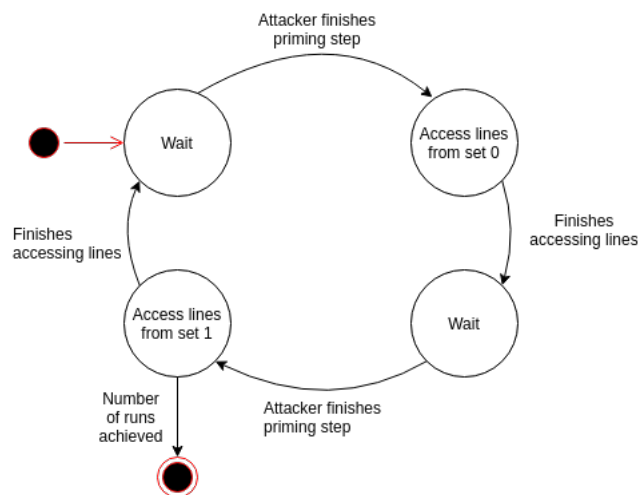 Attacker finishes
priming step
Wait
Access lines
from set 0
Finishes
accessing lines
Finishes
accessing lines
Access lines
from set 1
Wait
Number
of runs
achieved
Attacker finishes
priming step